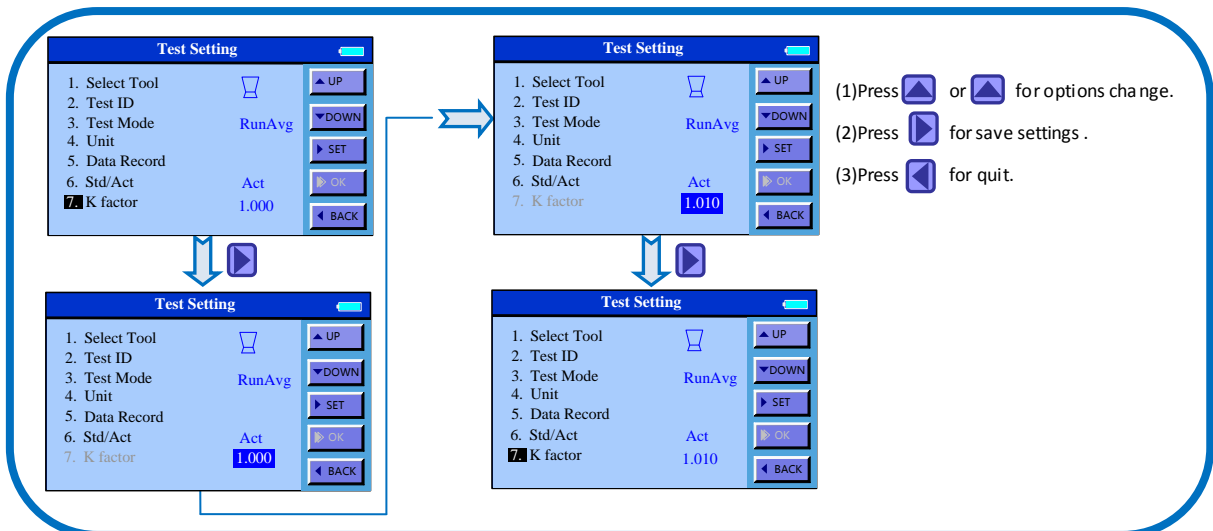 Test Setting
1. Select Tool
2. Test ID
3. Test Mode RunAvg
4. Unit
5. Data Record
6. Std/Act Act
7. K factor 1.000
UP
DOWN
SET
OK
BACK
Test Setting
1. Select Tool
2. Test ID
3. Test Mode RunAvg
4. Unit
5. Data Record
6. Std/Act Act
7. K factor 1.000
UP
DOWN
SET
OK
BACK
Test Setting
1. Select Tool
2. Test ID
3. Test Mode RunAvg
4. Unit
5. Data Record
6. Std/Act Act
7. K factor 1.010
UP
DOWN
SET
OK
BACK
Test Setting
1. Select Tool
2. Test ID
3. Test Mode RunAvg
4. Unit
5. Data Record
6. Std/Act Act
7. K factor 1.010
UP
DOWN
SET
OK
BACK
(1)Press or for options change.
(2)Press for save settings .
(3)Press for quit.